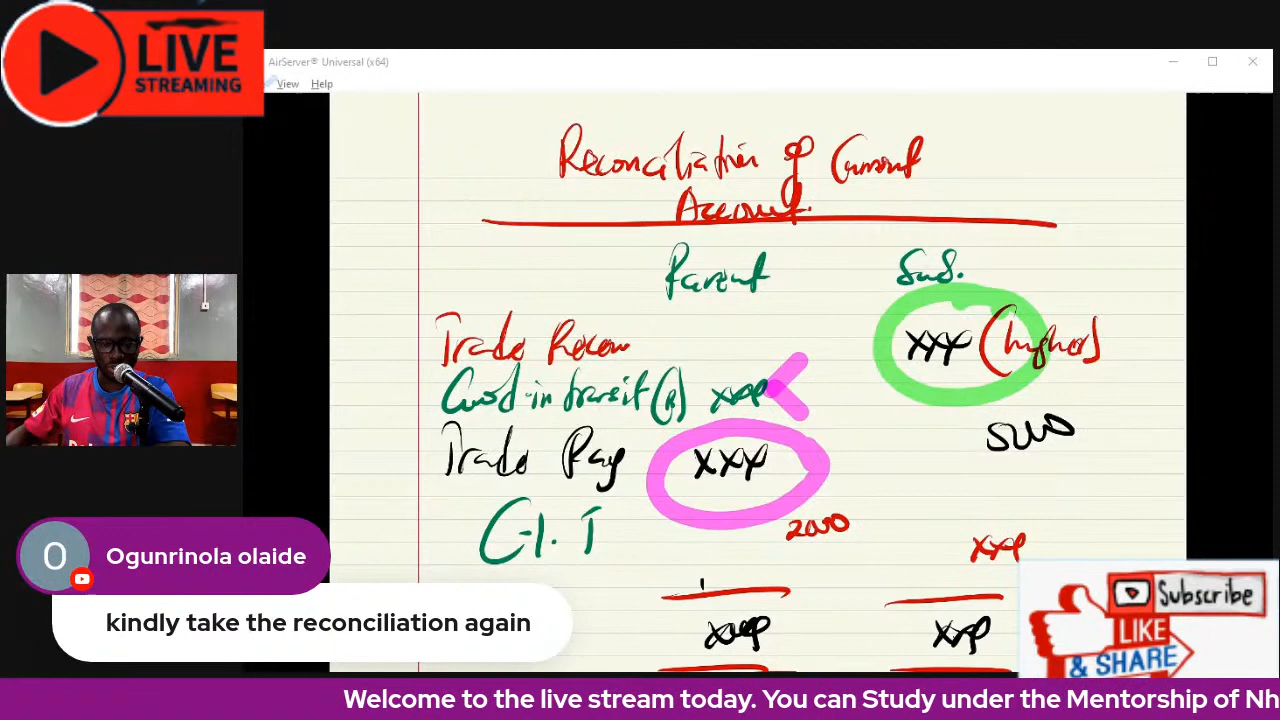 LIVE
STREAMING
AirServer® Universal (x64)
View Help
Reconciliation of Current
Account.
Parent Sub.
Trade Receiv xxx (higher)
Good-in transit (R) xxx
5000
Trade Pay xxx
2000
C.I.T
xxx
xxx xxx
O
Ogunrinola olaide
kindly take the reconciliation again
Subscribe
LIKE
& SHARE
Welcome to the live stream today. You can Study under the Mentorship of Nh